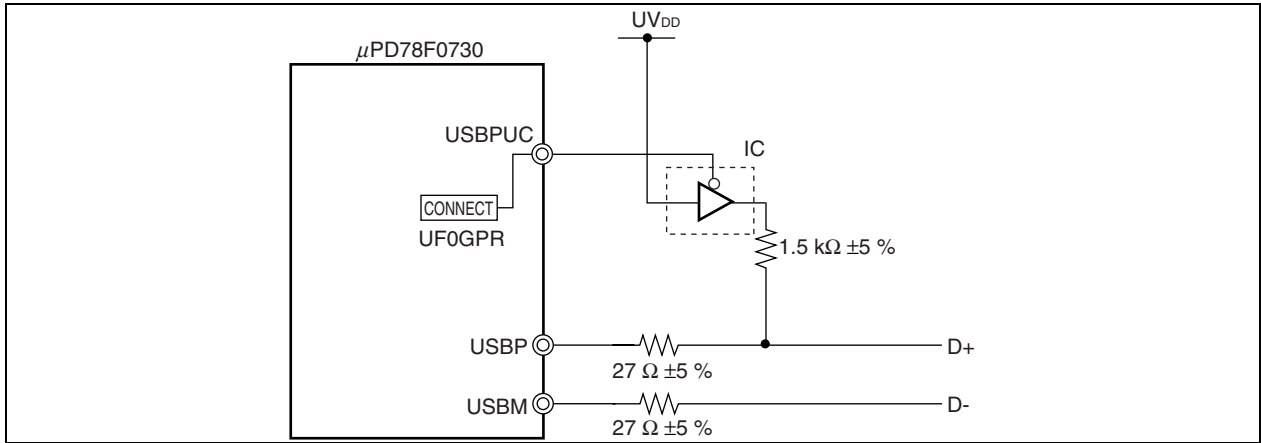 UVDD
μPD78F0730
USBPUC
IC
CONNECT
UF0GPR
1.5 kΩ ±5 %
USBP
D+
27 Ω ±5 %
USBM
D-
27 Ω ±5 %